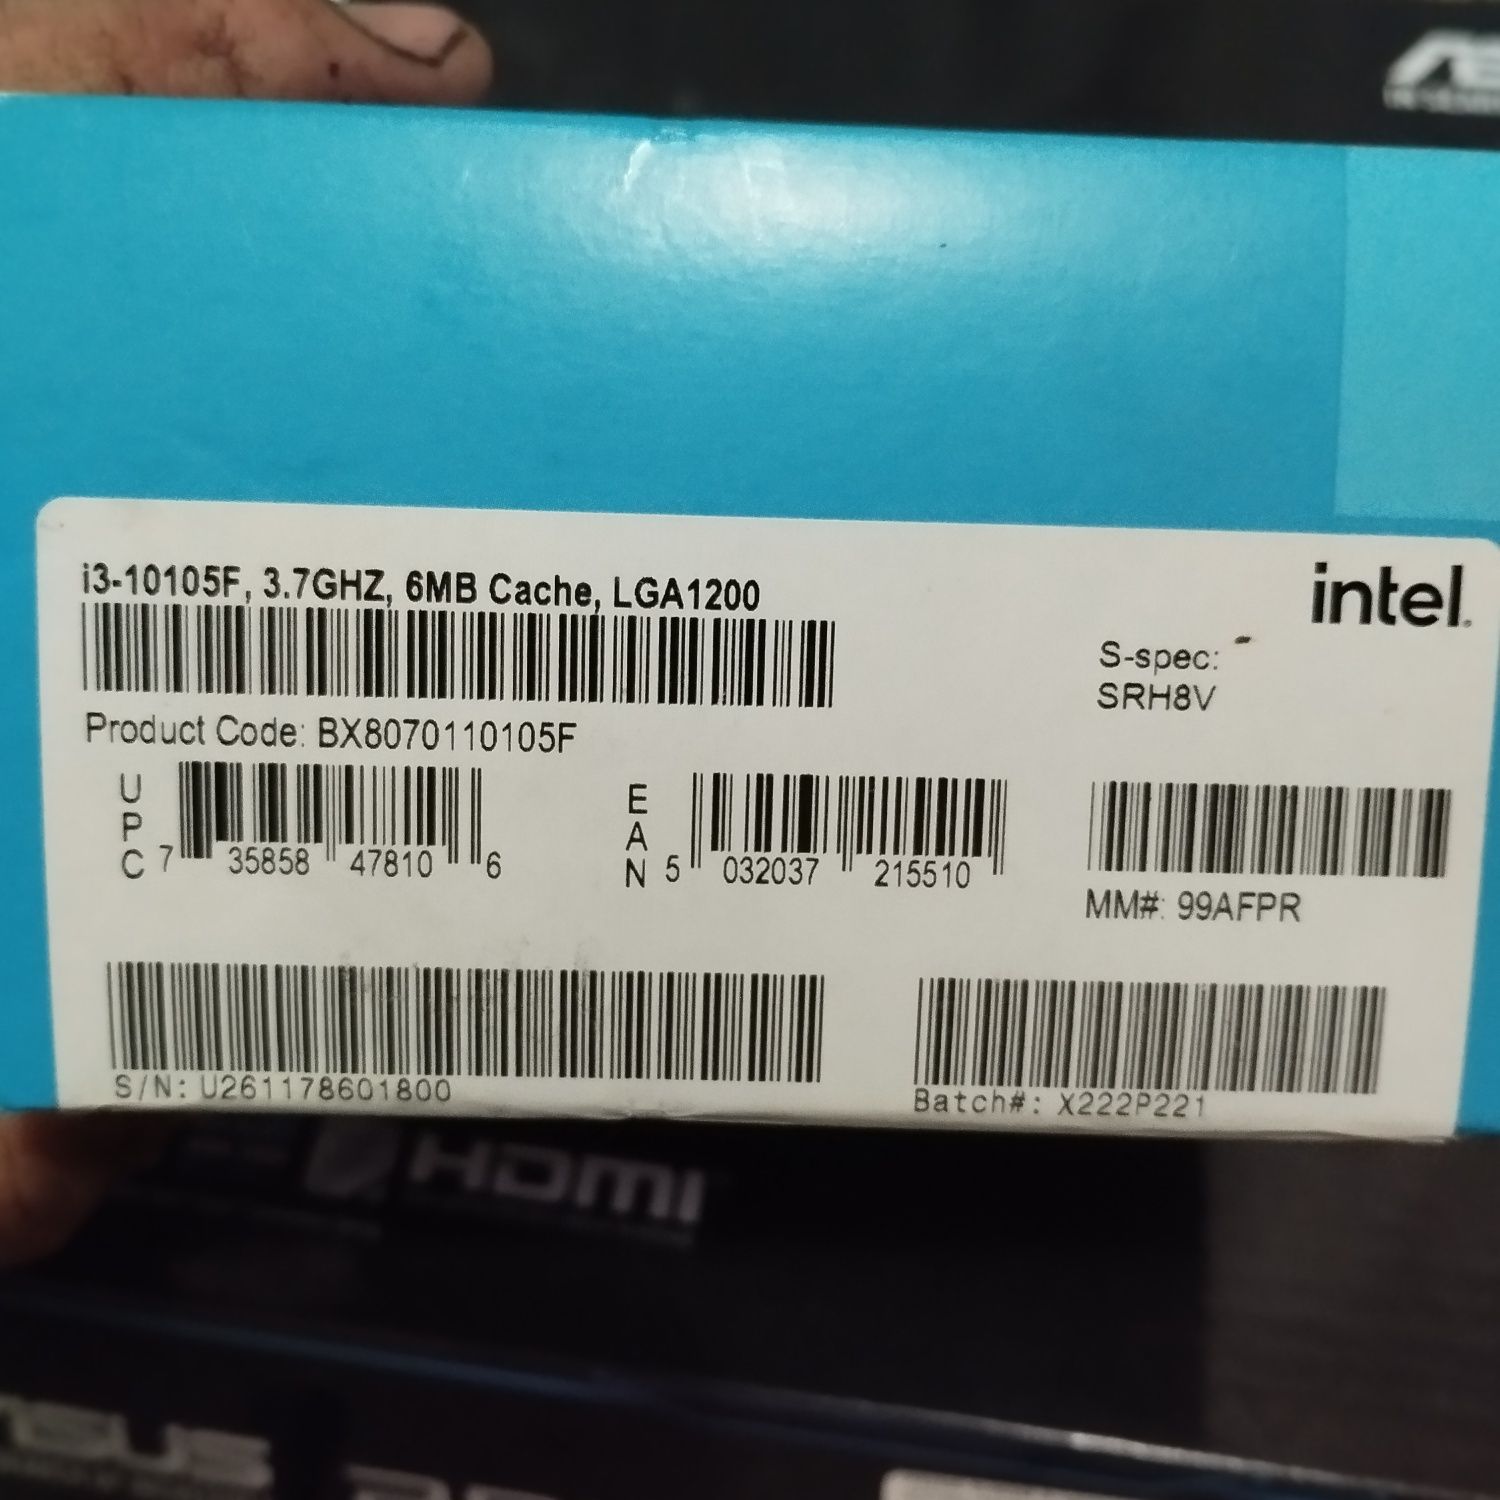 i3-10105F, 3.7GHZ, 6MB Cache, LGA1200
intel.
S-spec:
SRH8V
Product Code: BX8070110105F
UPC
7 35858 47810 6
EAN
5 032037 215510
MM#: 99AFPR
S/N: U261178601800
Batch#: X222P221
HDMI